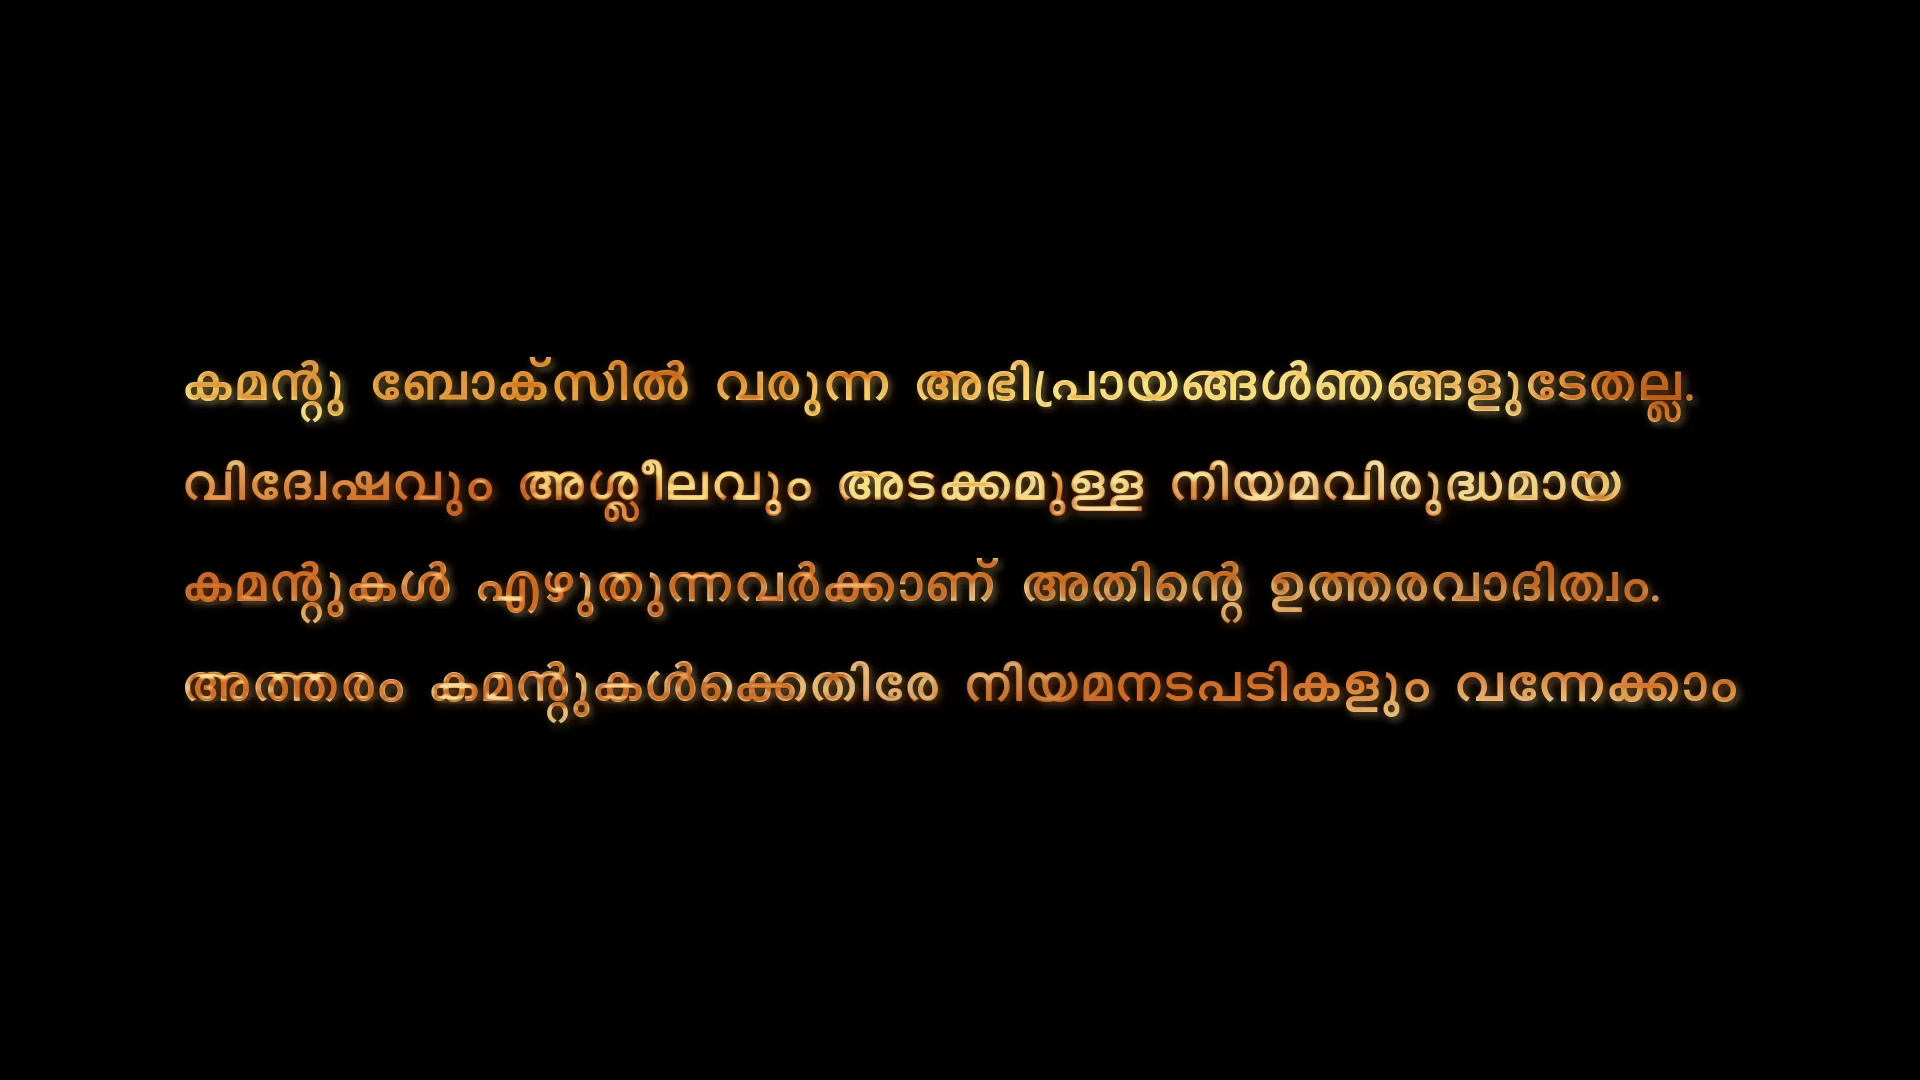 കമന്റു ബോക്സിൽ വരുന്ന അഭിപ്രായങ്ങൾഞങ്ങളുടേതല്ല.
വിദ്വേഷവും അശ്ലീലവും അടക്കമുള്ള നിയമവിരുദ്ധമായ
കമന്റുകൾ എഴുതുന്നവർക്കാണ് അതിന്റെ ഉത്തരവാദിത്വം.
അത്തരം കമന്റുകൾക്കെതിരേ നിയമനടപടികളും വന്നേക്കാം